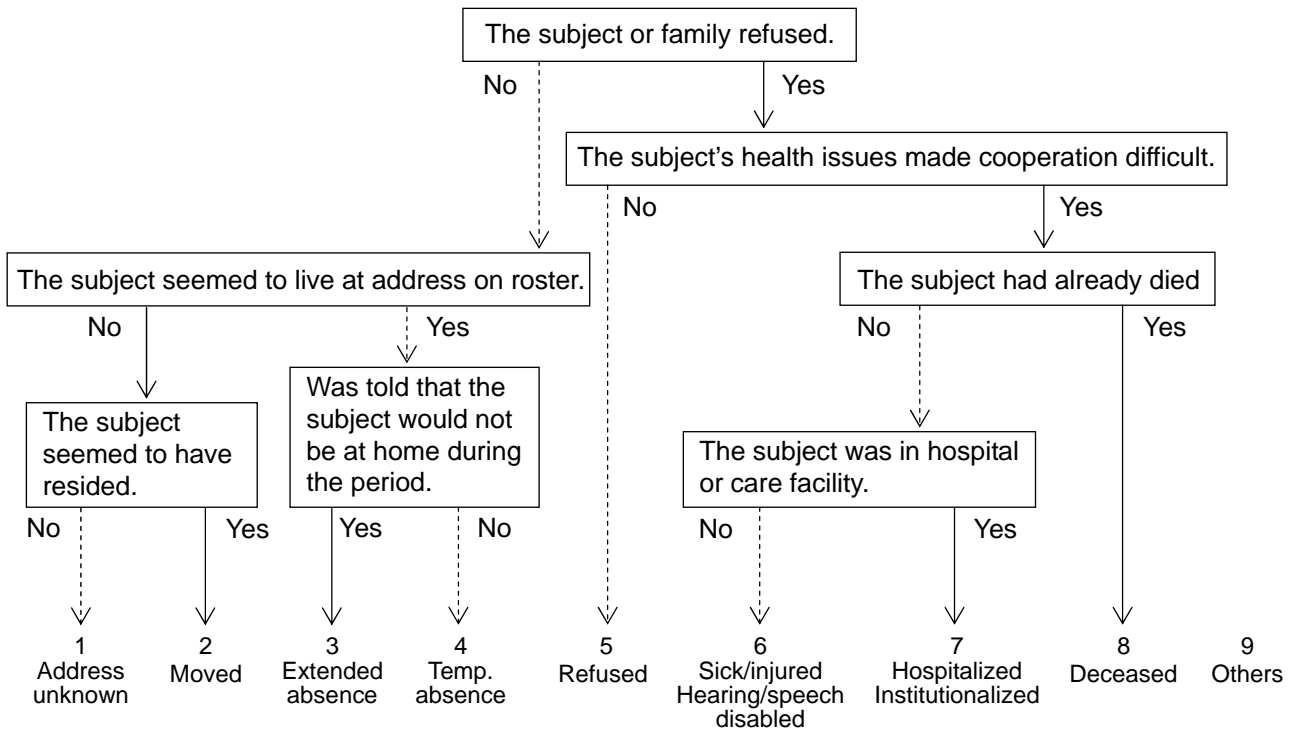 The subject or family refused.
No
Yes
The subject's health issues made cooperation difficult.
No
Yes
The subject seemed to live at address on roster.
The subject had already died
No
Yes
No
Yes
Was told that the
subject would not
be at home during
the period.
The subject
seemed to have
resided.
The subject was in hospital
or care facility.
No
Yes
Yes
No
No
Yes
1
Address
unknown
2
Moved
3
Extended
absence
4
Temp.
absence
5
Refused
6
Sick/injured
Hearing/speech
disabled
7
Hospitalized
Institutionalized
8
Deceased
9
Others